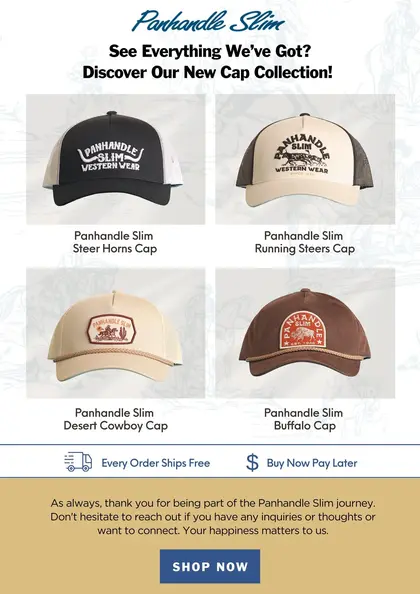 Panhandle Slim
See Everything We've Got?
Discover Our New Cap Collection!
PANHANDLE
SLIM
WESTERN WEAR
PANHANDLE
SLIM
WESTERN WEAR
Panhandle Slim
Steer Horns Cap
Panhandle Slim
Running Steers Cap
PANHANDLE SLIM
PANHANDLE
SLIM
Panhandle Slim
Desert Cowboy Cap
Panhandle Slim
Buffalo Cap
Every Order Ships Free
$ Buy Now Pay Later
As always, thank you for being part of the Panhandle Slim journey.
Don't hesitate to reach out if you have any inquiries or thoughts or
want to connect. Your happiness matters to us.
SHOP NOW